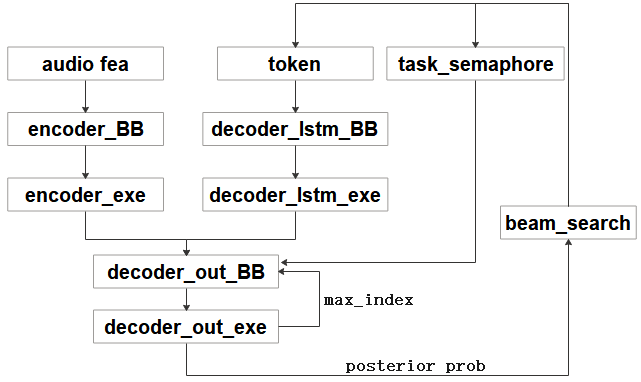 audio fea
token
task_semaphore
encoder_BB
decoder_lstm_BB
encoder_exe
decoder_lstm_exe
beam_search
decoder_out_BB
max_index
decoder_out_exe
posterior prob